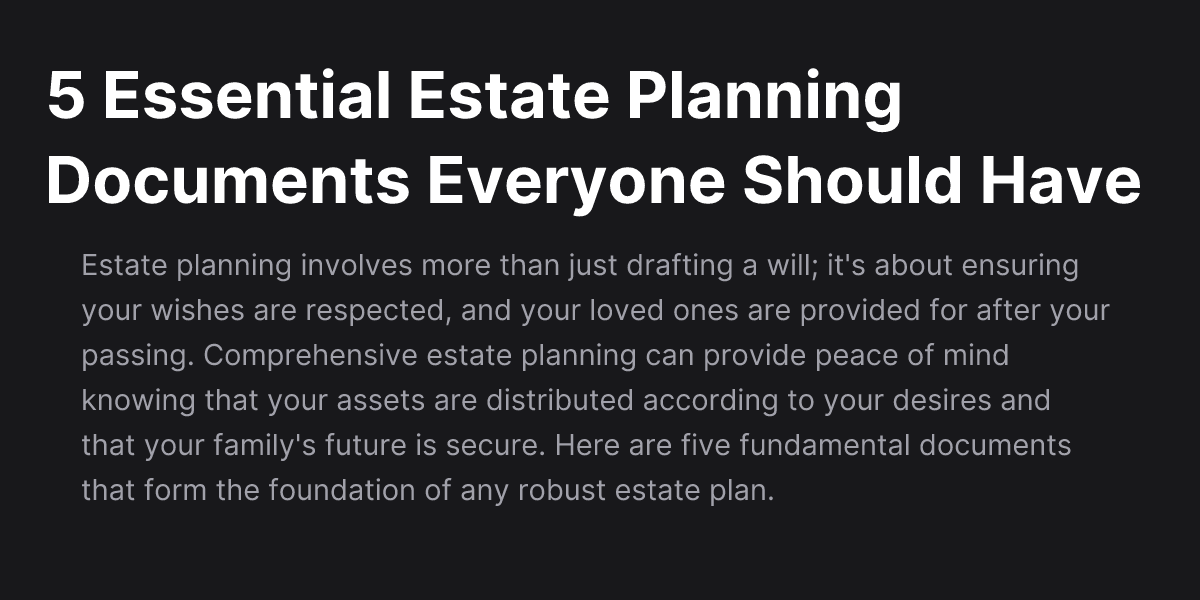 5 Essential Estate Planning
Documents Everyone Should Have
Estate planning involves more than just drafting a will; it's about ensuring
your wishes are respected, and your loved ones are provided for after your
passing. Comprehensive estate planning can provide peace of mind
knowing that your assets are distributed according to your desires and
that your family's future is secure. Here are five fundamental documents
that form the foundation of any robust estate plan.